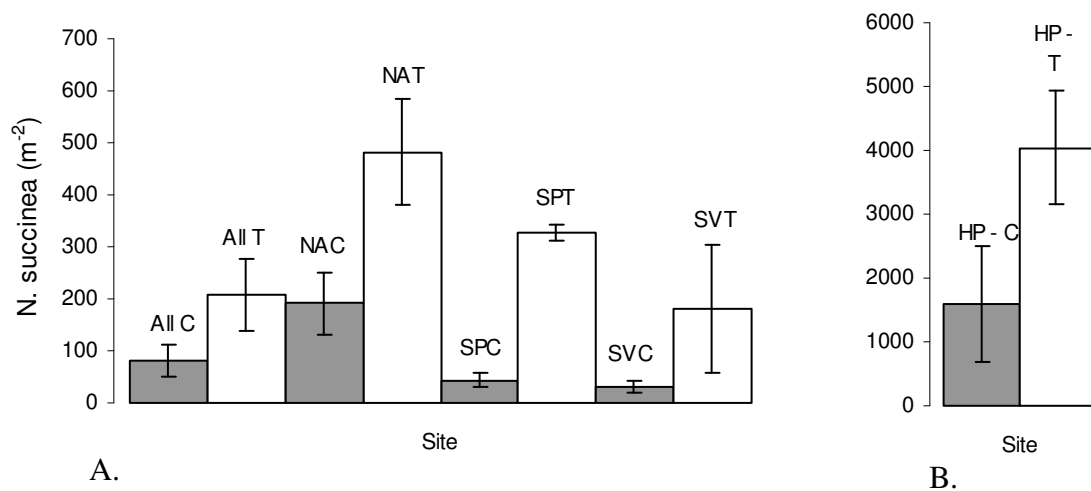 700
600
500
400
300
200
100
0
N. succinea (m⁻²)
All C
All T
NAC
NAT
SPC
SPT
SVC
SVT
Site
A.
6000
5000
4000
3000
2000
1000
0
HP - C
HP -
T
Site
B.